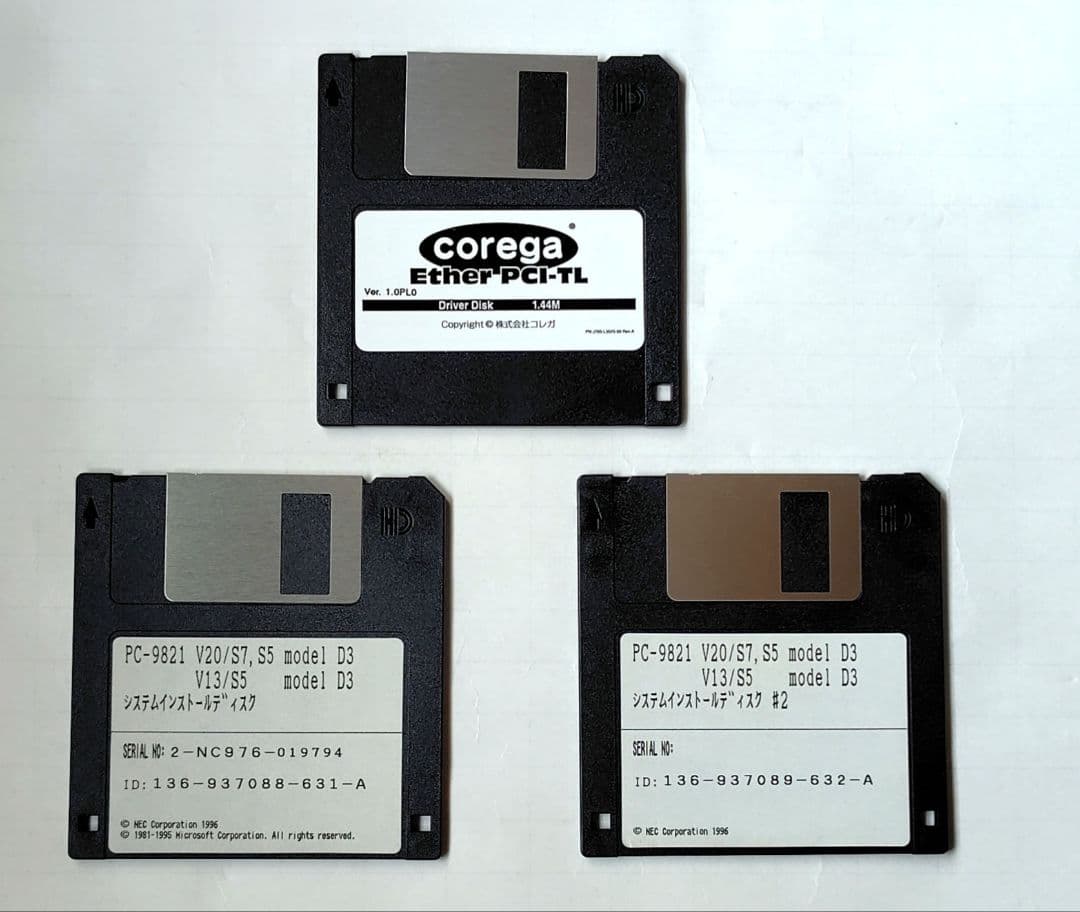 HD
corega
Ether PCI-TL
Ver. 1.0PL0
Driver Disk 1.44M
Copyright © 株式会社コレガ
HD
PC-9821 V20/S7,S5 model D3
V13/S5 model D3
システムインストールディスク
SERIAL NO: 2-NC976-019794
ID: 136-937088-631-A
© NEC Corporation 1996
© 1981-1995 Microsoft Corporation. All rights reserved.
HD
PC-9821 V20/S7,S5 model D3
V13/S5 model D3
システムインストールディスク #2
SERIAL NO:
ID: 136-937089-632-A
© NEC Corporation 1996